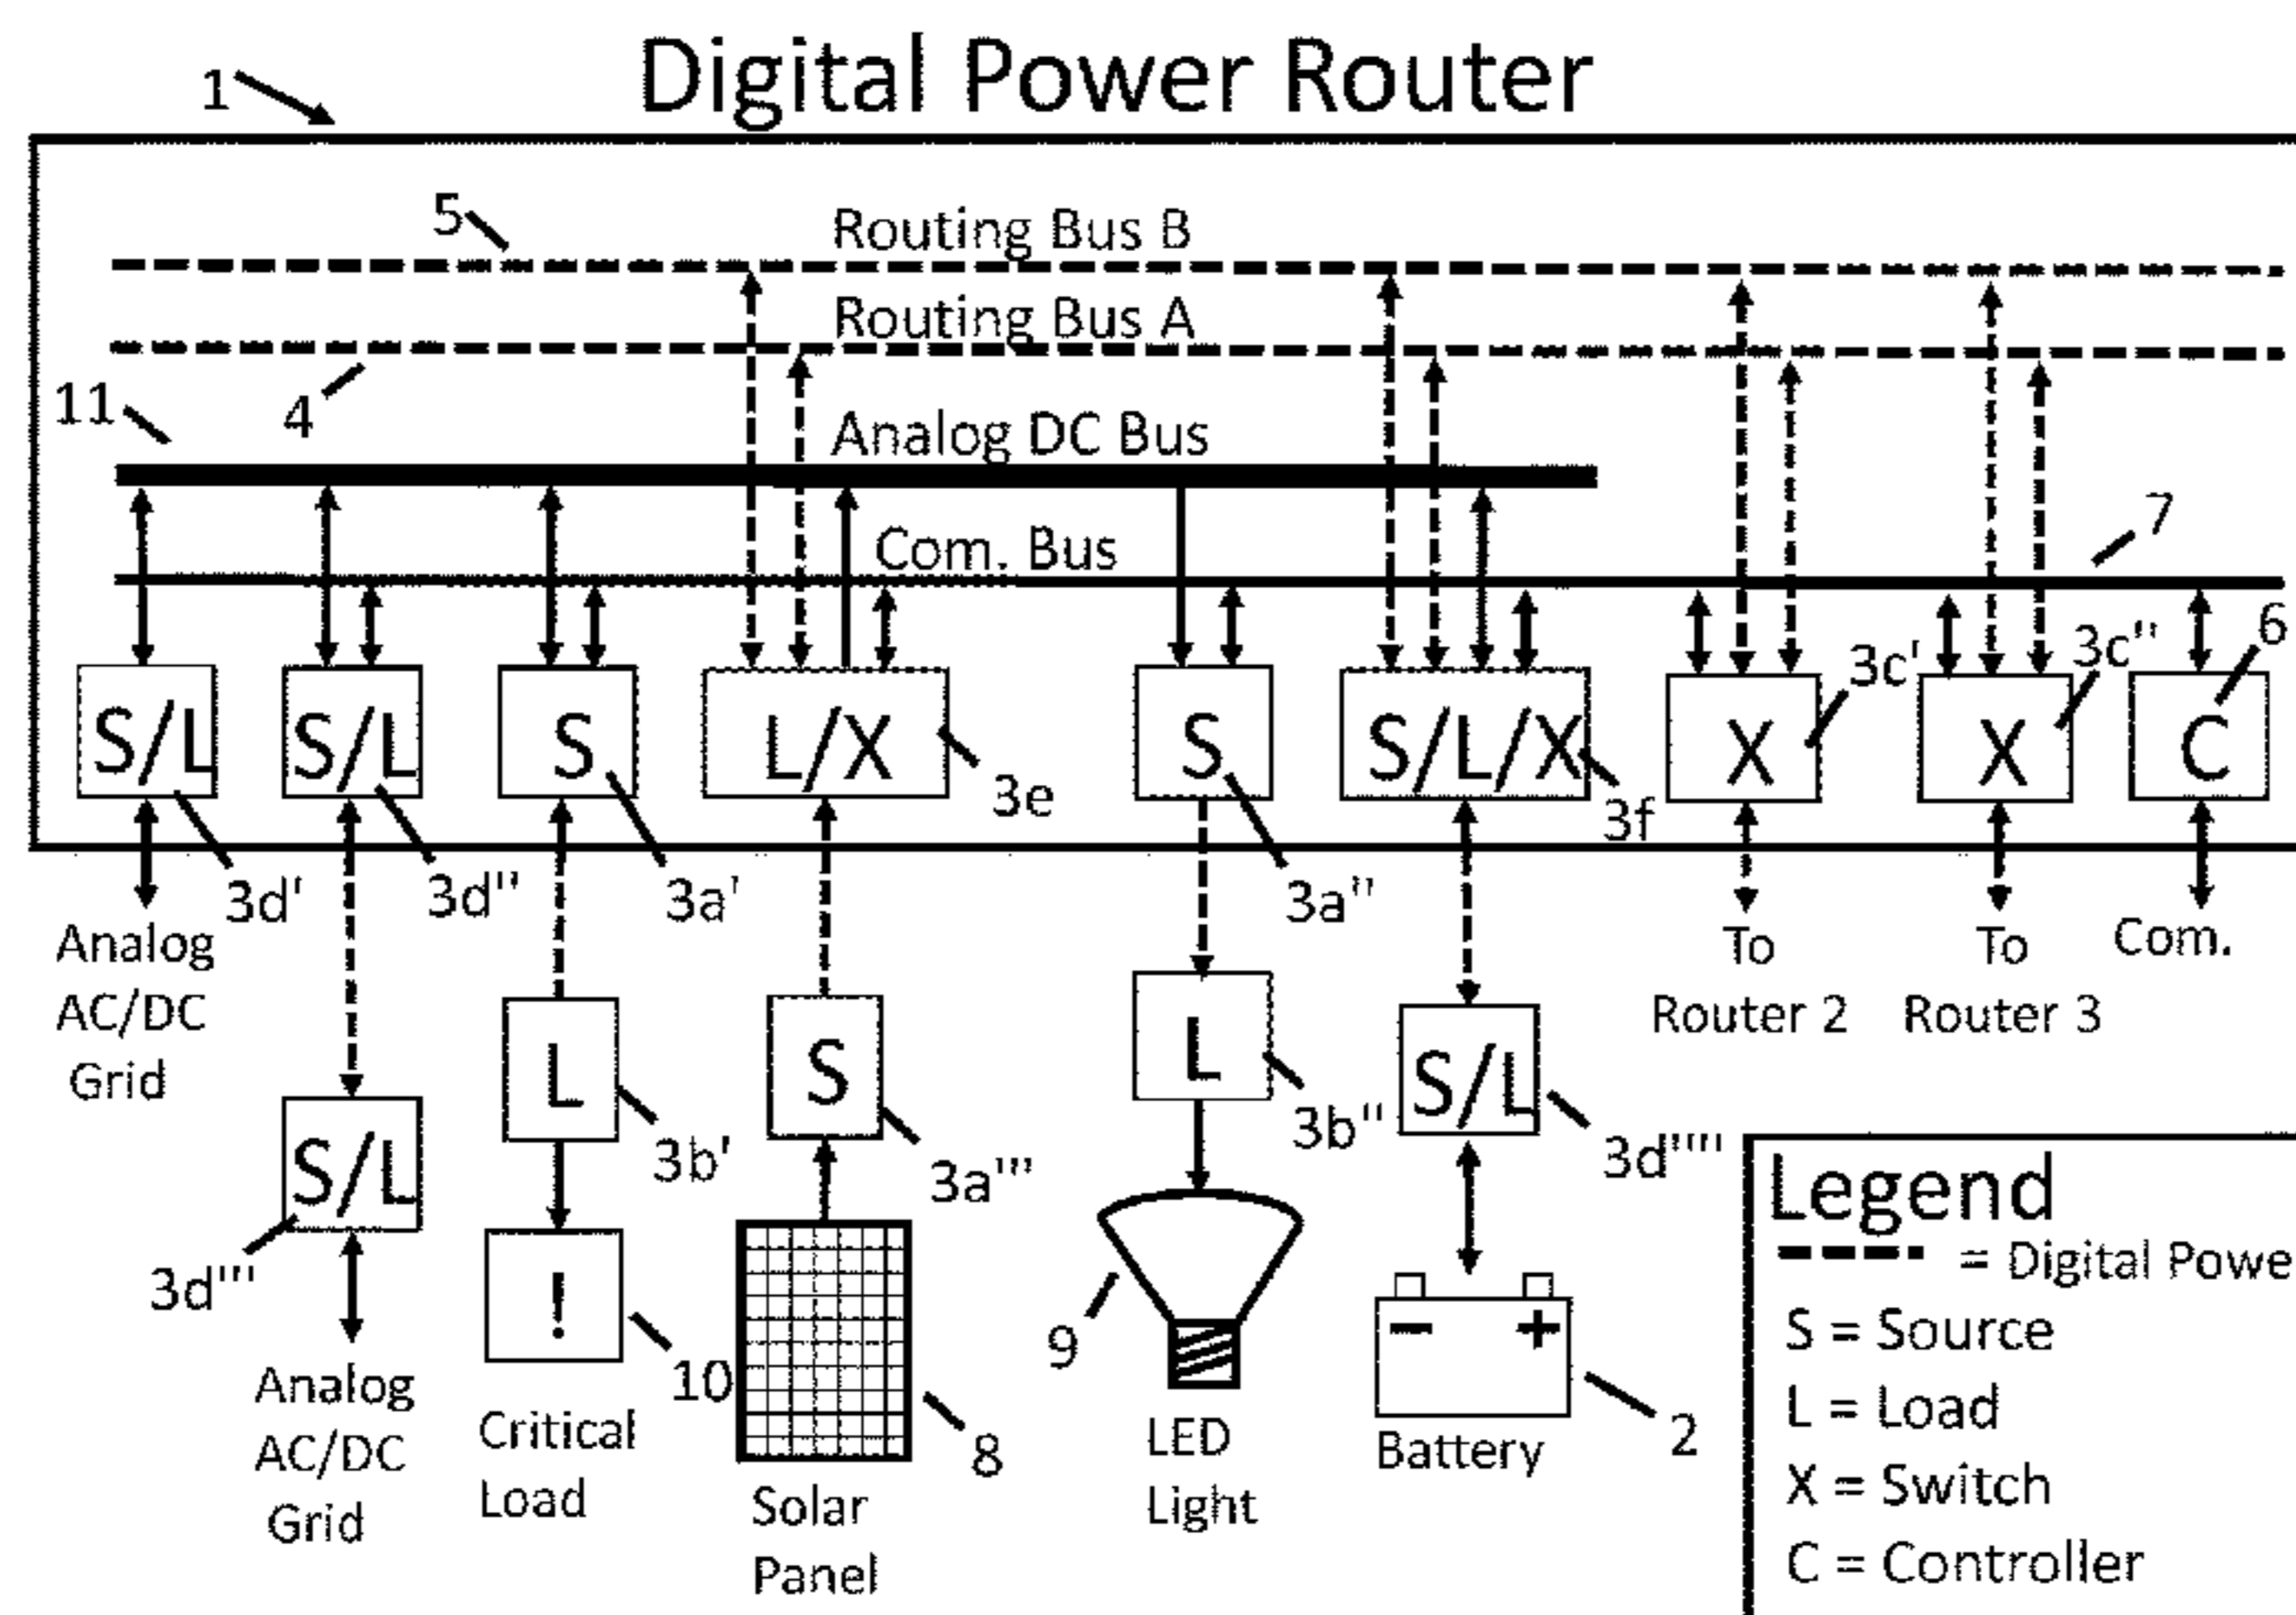 Digital Power Router
1
5
Routing Bus B
Routing Bus A
11
4
Analog DC Bus
7
Com. Bus
6
3c'
3c"
S/L
S/L
S
L/X
S
S/L/X
X
X
C
3e
3f
3d'
3d"
3a'
3a"
Analog
AC/DC
Grid
To
Router 2
To
Router 3
Com.
L
S
L
S/L
3b'
3a'"
3b"
3d""
S/L
3d'"
!
10
8
9
- +
2
Analog
AC/DC
Grid
Critical
Load
Solar
Panel
LED
Light
Battery
Legend
= Digital Powe
S = Source
L = Load
X = Switch
C = Controller